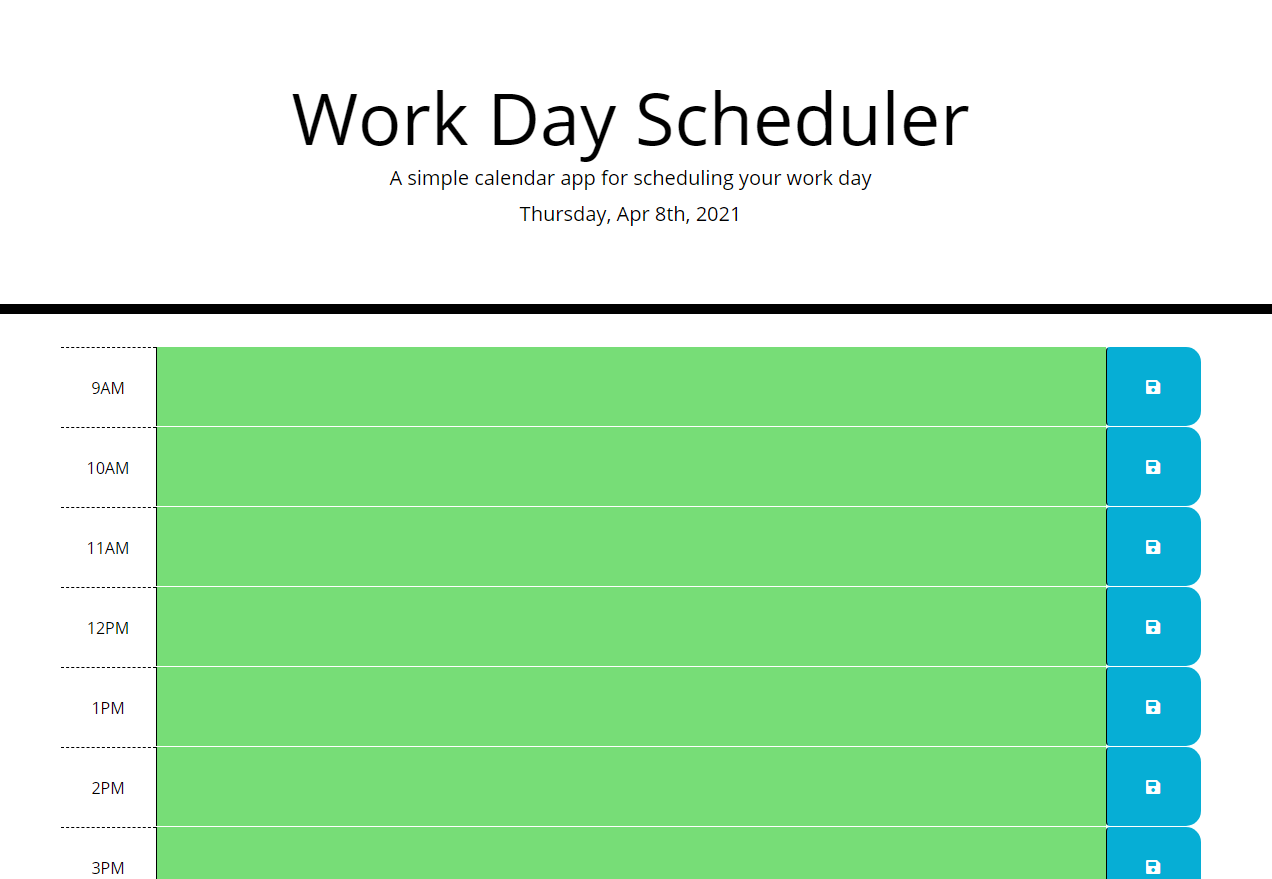 Work Day Scheduler
A simple calendar app for scheduling your work day
Thursday, Apr 8th, 2021
9AM
10AM
11AM
12PM
1PM
2PM
3PM